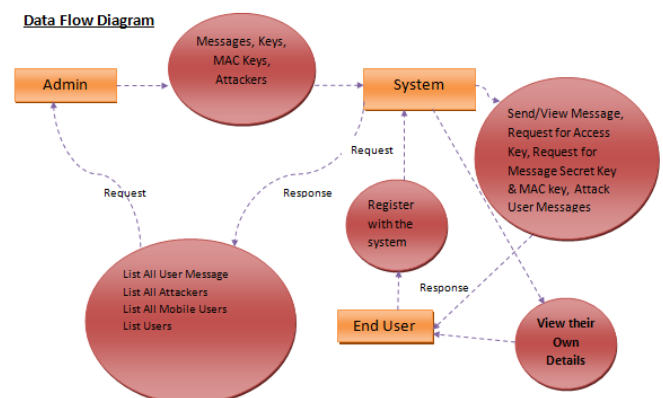 Data Flow Diagram
Messages, Keys,
MAC Keys,
Attackers
Admin
System
Send/View Message,
Request for Access
Key, Request for
Message Secret Key
& MAC key, Attack
User Messages
Request
Response
Request
Register
with the
system
List All User Message
List All Attackers
List All Mobile Users
List Users
Response
End User
View their
Own
Details